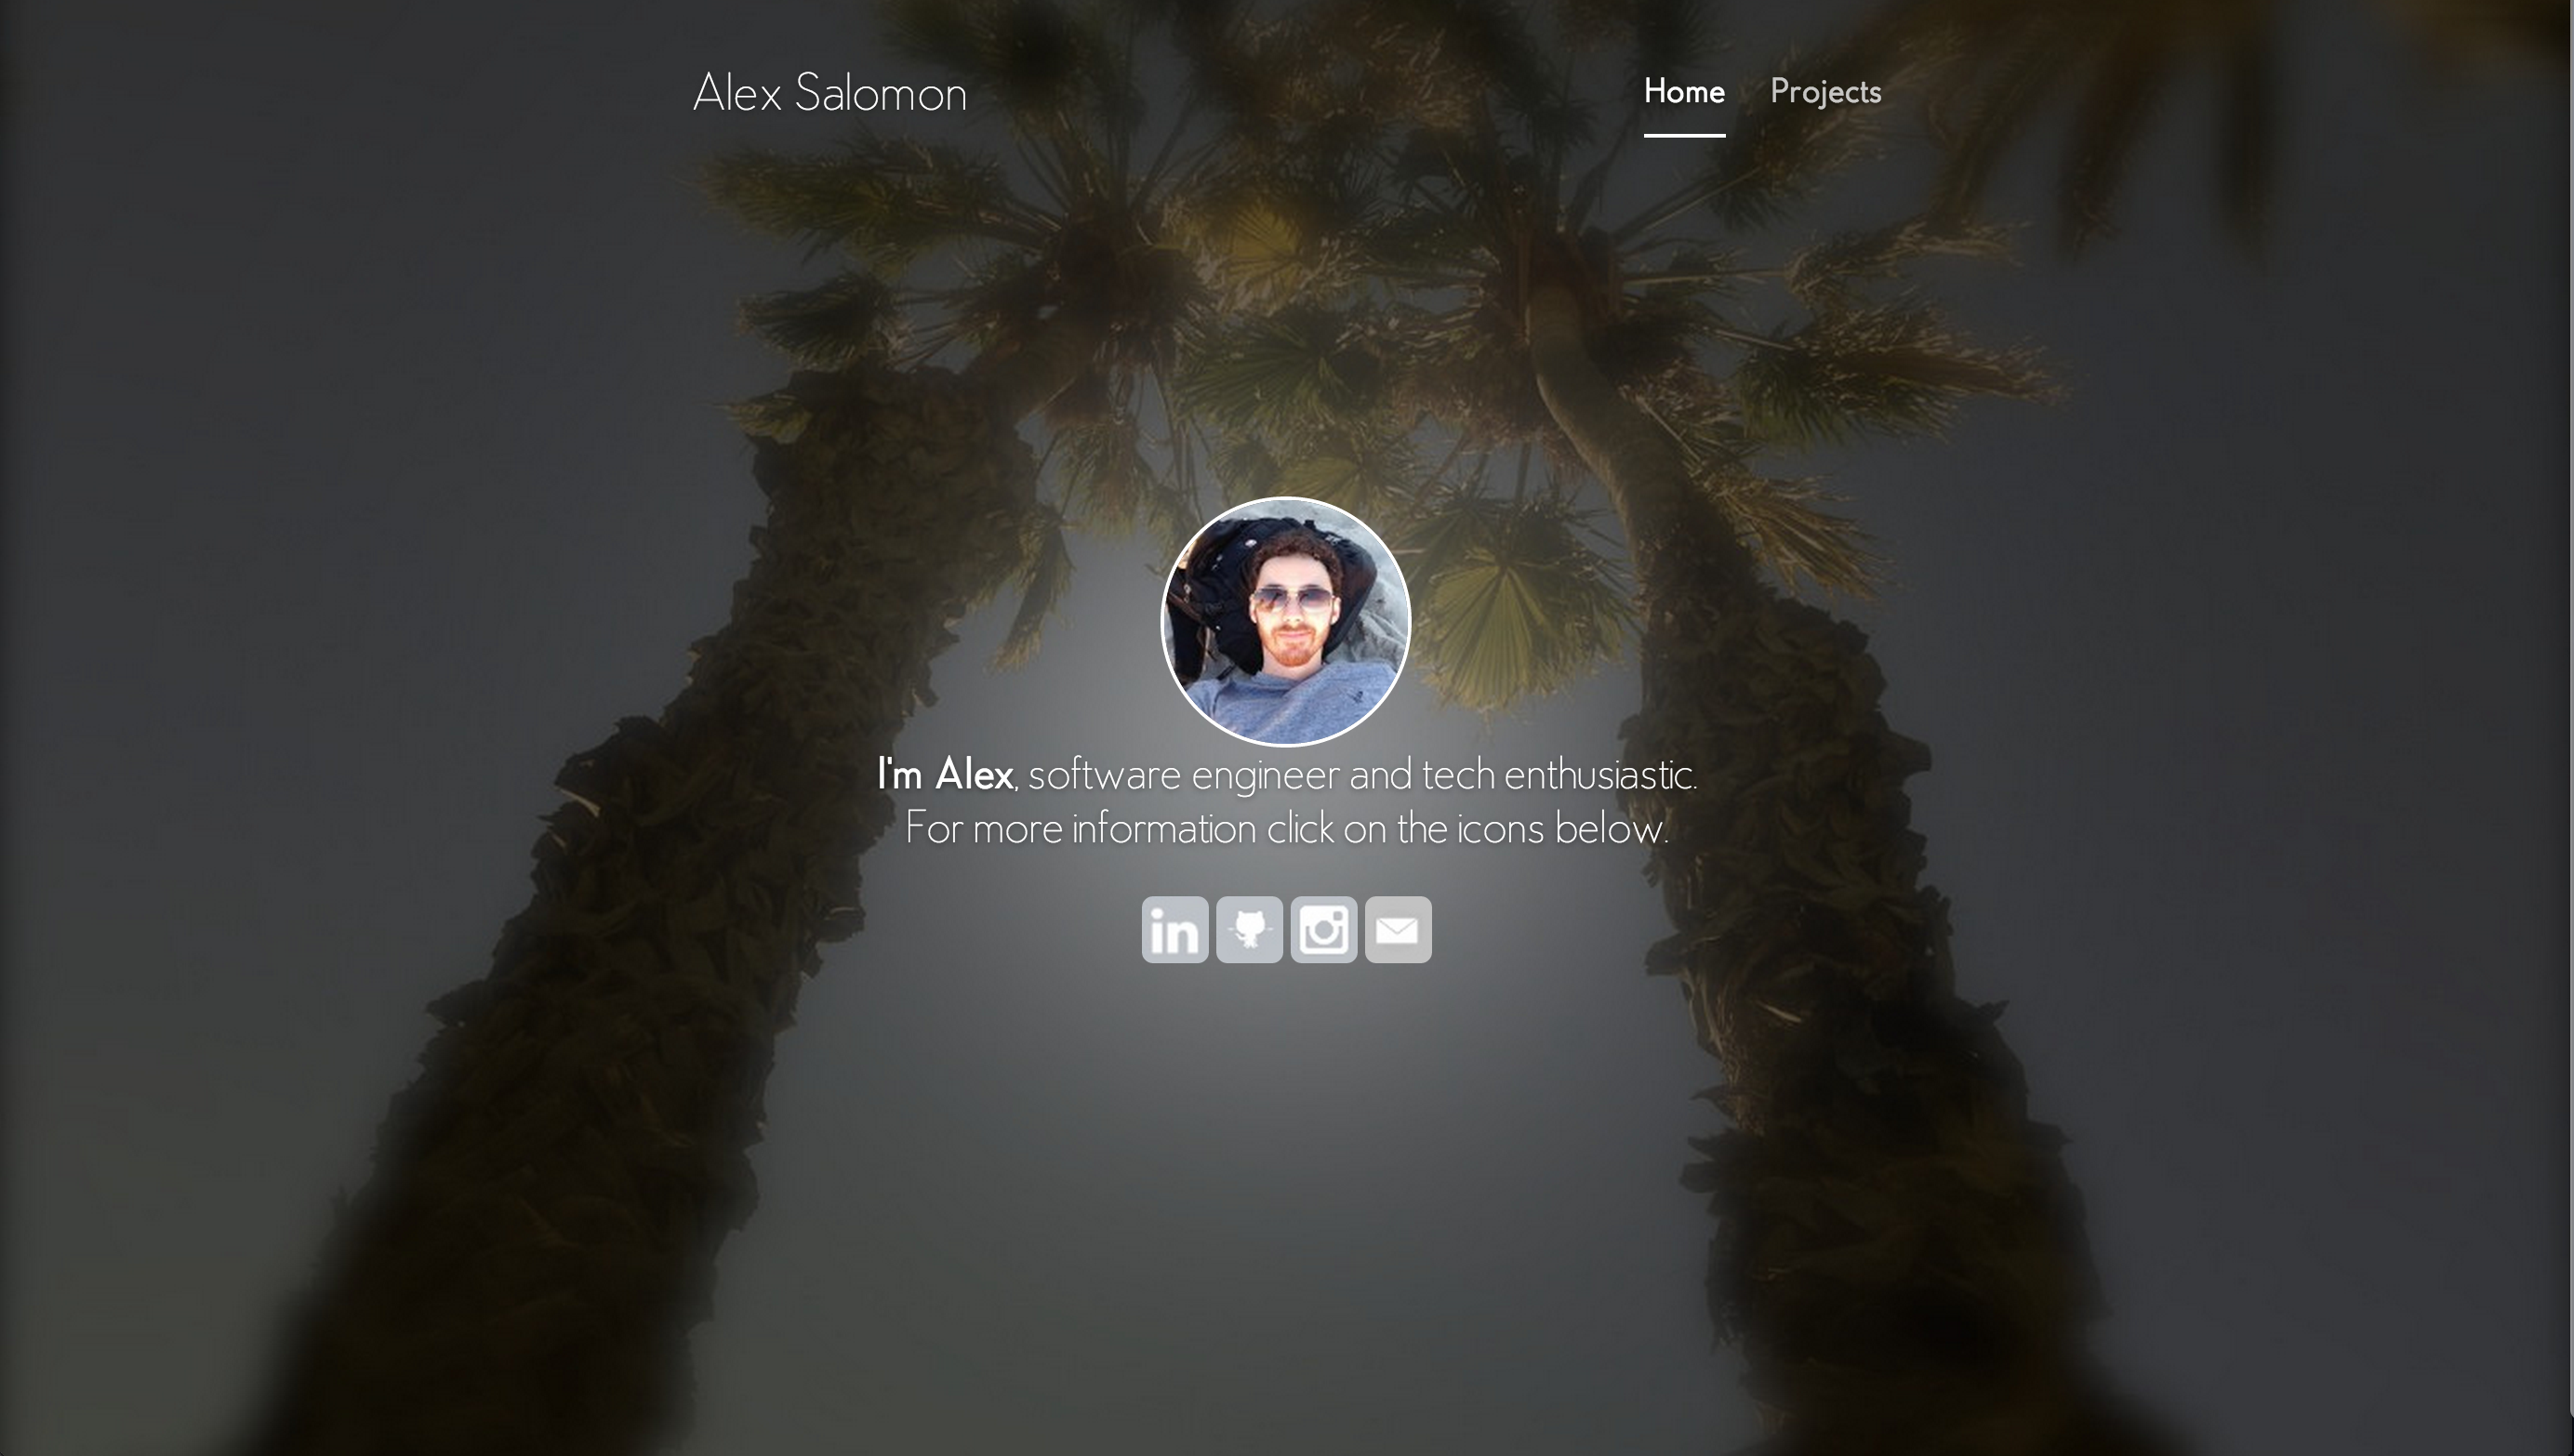 Alex Salomon
Home Projects
I'm Alex, software engineer and tech enthusiastic.
For more information click on the icons below.
in